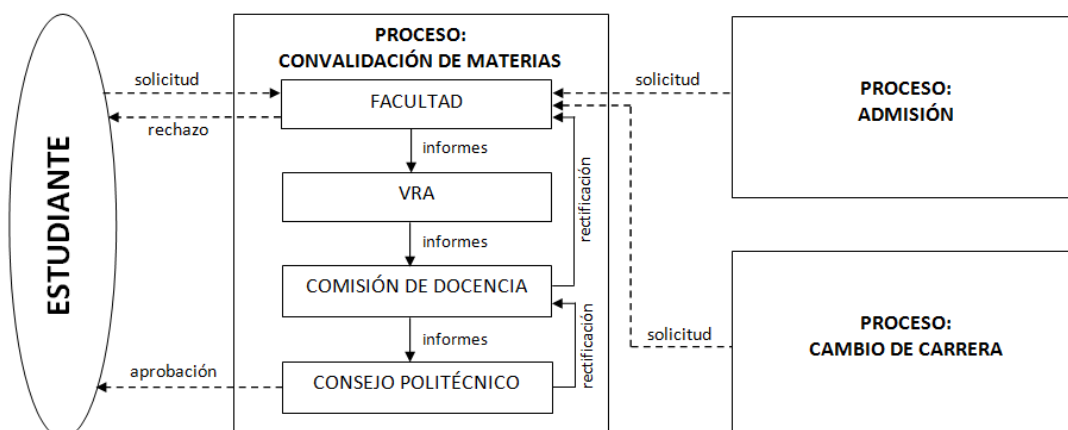 ESTUDIANTE
solicitud
rechazo
aprobación
PROCESO:
CONVALIDACIÓN DE MATERIAS
FACULTAD
informes
VRA
informes
COMISIÓN DE DOCENCIA
informes
CONSEJO POLITÉCNICO
rectificación
rectificación
solicitud
solicitud
PROCESO:
ADMISIÓN
PROCESO:
CAMBIO DE CARRERA